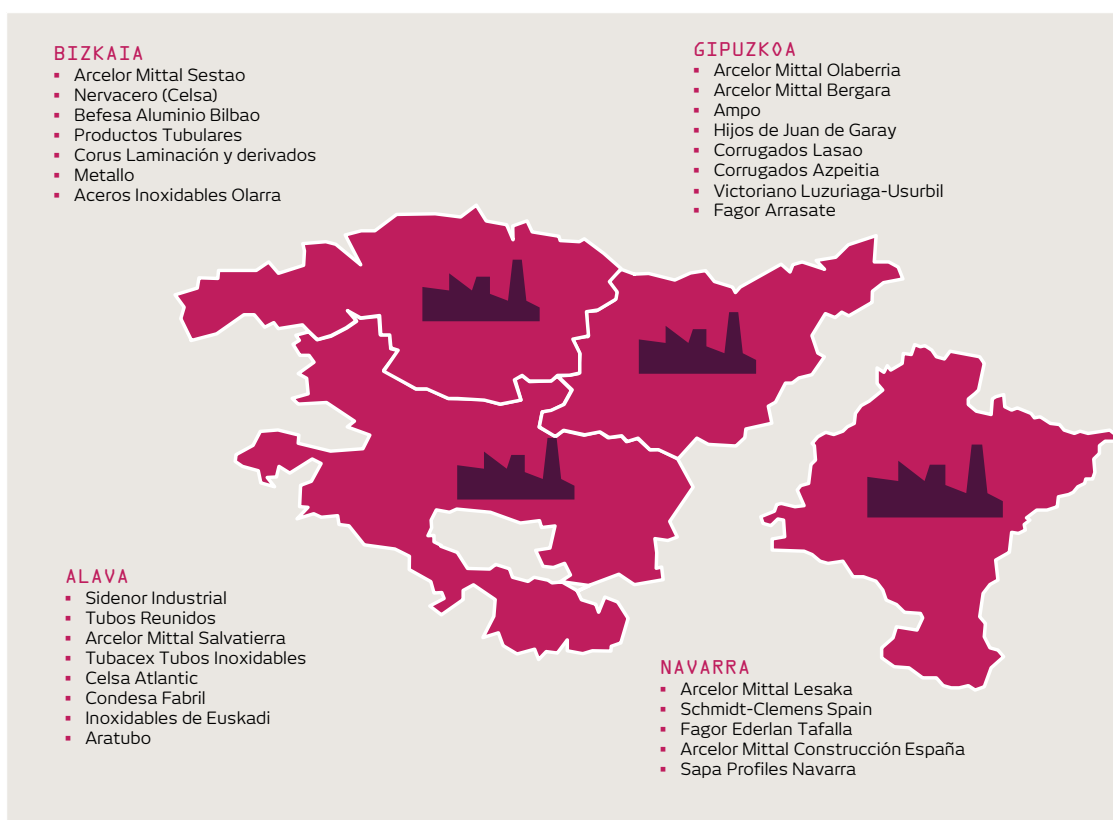 BIZKAIA
▪ Arcelor Mittal Sestao
▪ Nervacero (Celsa)
▪ Befesa Aluminio Bilbao
▪ Productos Tubulares
▪ Corus Laminación y derivados
▪ Metallo
▪ Aceros Inoxidables Olarra
GIPUZKOA
▪ Arcelor Mittal Olaberria
▪ Arcelor Mittal Bergara
▪ Ampo
▪ Hijos de Juan de Garay
▪ Corrugados Lasao
▪ Corrugados Azpeitia
▪ Victoriano Luzuriaga-Usurbil
▪ Fagor Arrasate
ALAVA
▪ Sidenor Industrial
▪ Tubos Reunidos
▪ Arcelor Mittal Salvatierra
▪ Tubacex Tubos Inoxidables
▪ Celsa Atlantic
▪ Condesa Fabril
▪ Inoxidables de Euskadi
▪ Aratubo
NAVARRA
▪ Arcelor Mittal Lesaka
▪ Schmidt-Clemens Spain
▪ Fagor Ederlan Tafalla
▪ Arcelor Mittal Construcción España
▪ Sapa Profiles Navarra